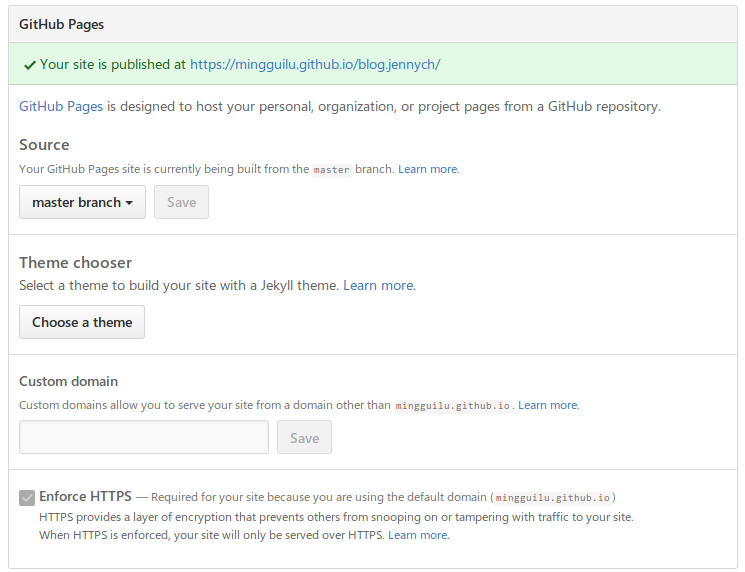 GitHub Pages
Your site is published at https://mingguilu.github.io/blog.jennych/
GitHub Pages is designed to host your personal, organization, or project pages from a GitHub repository.
Source
Your GitHub Pages site is currently being built from the master branch. Learn more.
master branch Save
Theme chooser
Select a theme to build your site with a Jekyll theme. Learn more.
Choose a theme
Custom domain
Custom domains allow you to serve your site from a domain other than mingguilu.github.io. Learn more.
Save
Enforce HTTPS — Required for your site because you are using the default domain (mingguilu.github.io)
HTTPS provides a layer of encryption that prevents others from snooping on or tampering with traffic to your site.
When HTTPS is enforced, your site will only be served over HTTPS. Learn more.